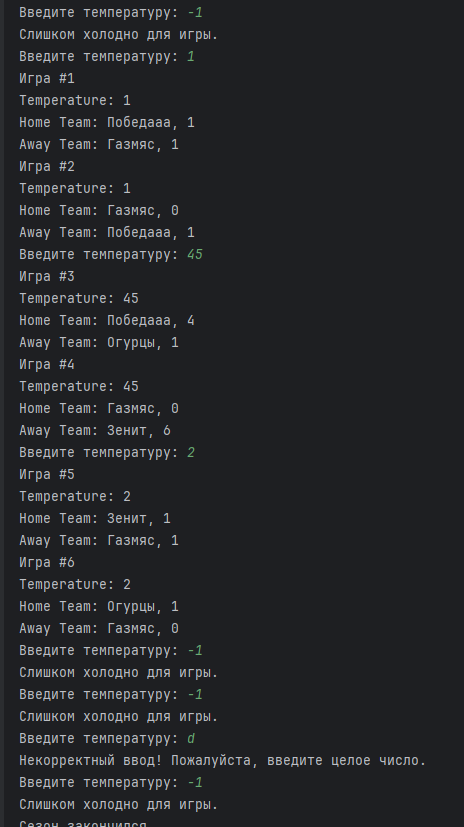 Введите температуру: -1
Слишком холодно для игры.
Введите температуру: 1
Игра #1
Temperature: 1
Home Team: Победааа, 1
Away Team: Газмяс, 1
Игра #2
Temperature: 1
Home Team: Газмяс, 0
Away Team: Победааа, 1
Введите температуру: 45
Игра #3
Temperature: 45
Home Team: Победааа, 4
Away Team: Огурцы, 1
Игра #4
Temperature: 45
Home Team: Газмяс, 0
Away Team: Зенит, 6
Введите температуру: 2
Игра #5
Temperature: 2
Home Team: Зенит, 1
Away Team: Газмяс, 1
Игра #6
Temperature: 2
Home Team: Огурцы, 1
Away Team: Газмяс, 0
Введите температуру: -1
Слишком холодно для игры.
Введите температуру: -1
Слишком холодно для игры.
Введите температуру: d
Некорректный ввод! Пожалуйста, введите целое число.
Введите температуру: -1
Слишком холодно для игры.
Сезон закончился